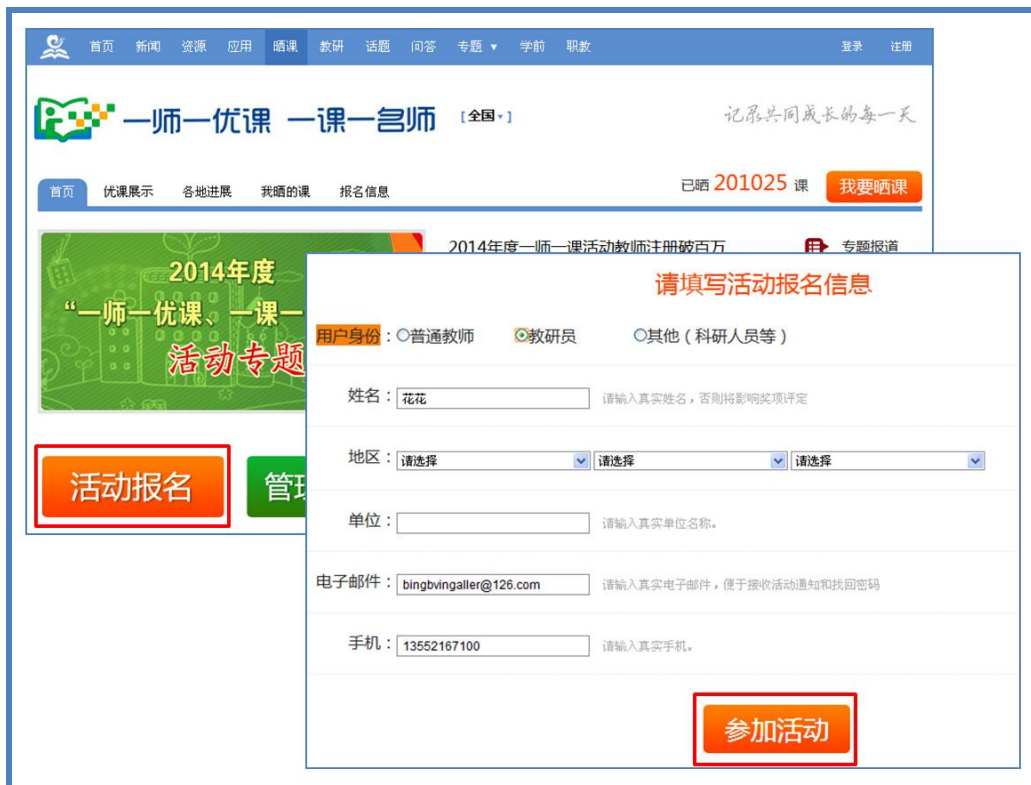 首页 新闻 资源 应用 晒课 教研 话题 问答 专题 ▼ 学前 职教 登录 注册
一师一优课 一课一名师 [全国▼] 记录共同成长的每一天
首页 优课展示 各地进展 我晒的课 报名信息 已晒 201025 课 我要晒课
2014年度
“一师一优课、一课一
活动专题
2014年度一师一课活动教师注册破百万 专题报道
活动报名 管
请填写活动报名信息
用户身份：普通教师 教研员 其他（科研人员等）
姓名：花花 请输入真实姓名，否则将影响奖项评定
地区：请选择 请选择 请选择
单位： 请输入真实单位名称。
电子邮件：bingbvingaller@126.com 请输入真实电子邮件，便于接收活动通知和找回密码
手机：13552167100 请输入真实手机。
参加活动